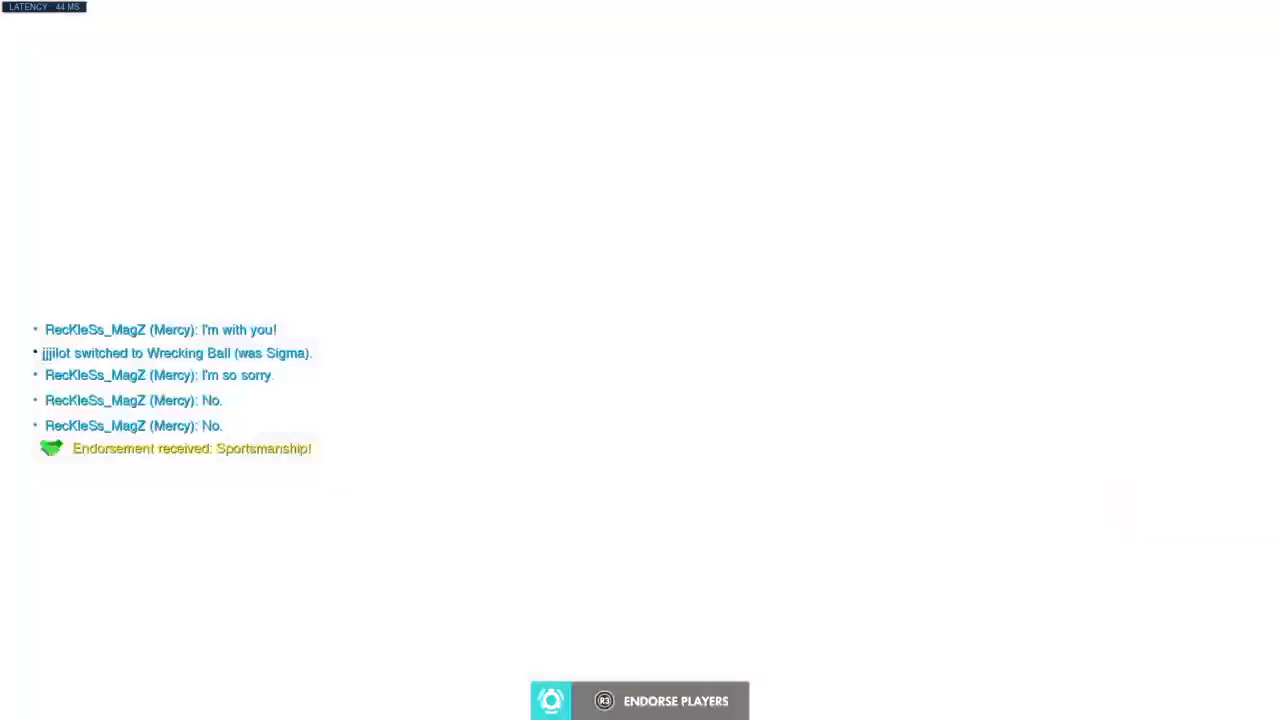 LATENCY: 44 MS
• RecKleSs_MagZ (Mercy): I'm with you!
• jjjilot switched to Wrecking Ball (was Sigma).
• RecKleSs_MagZ (Mercy): I'm so sorry.
• RecKleSs_MagZ (Mercy): No.
• RecKleSs_MagZ (Mercy): No.
Endorsement received: Sportsmanship!
R3 ENDORSE PLAYERS